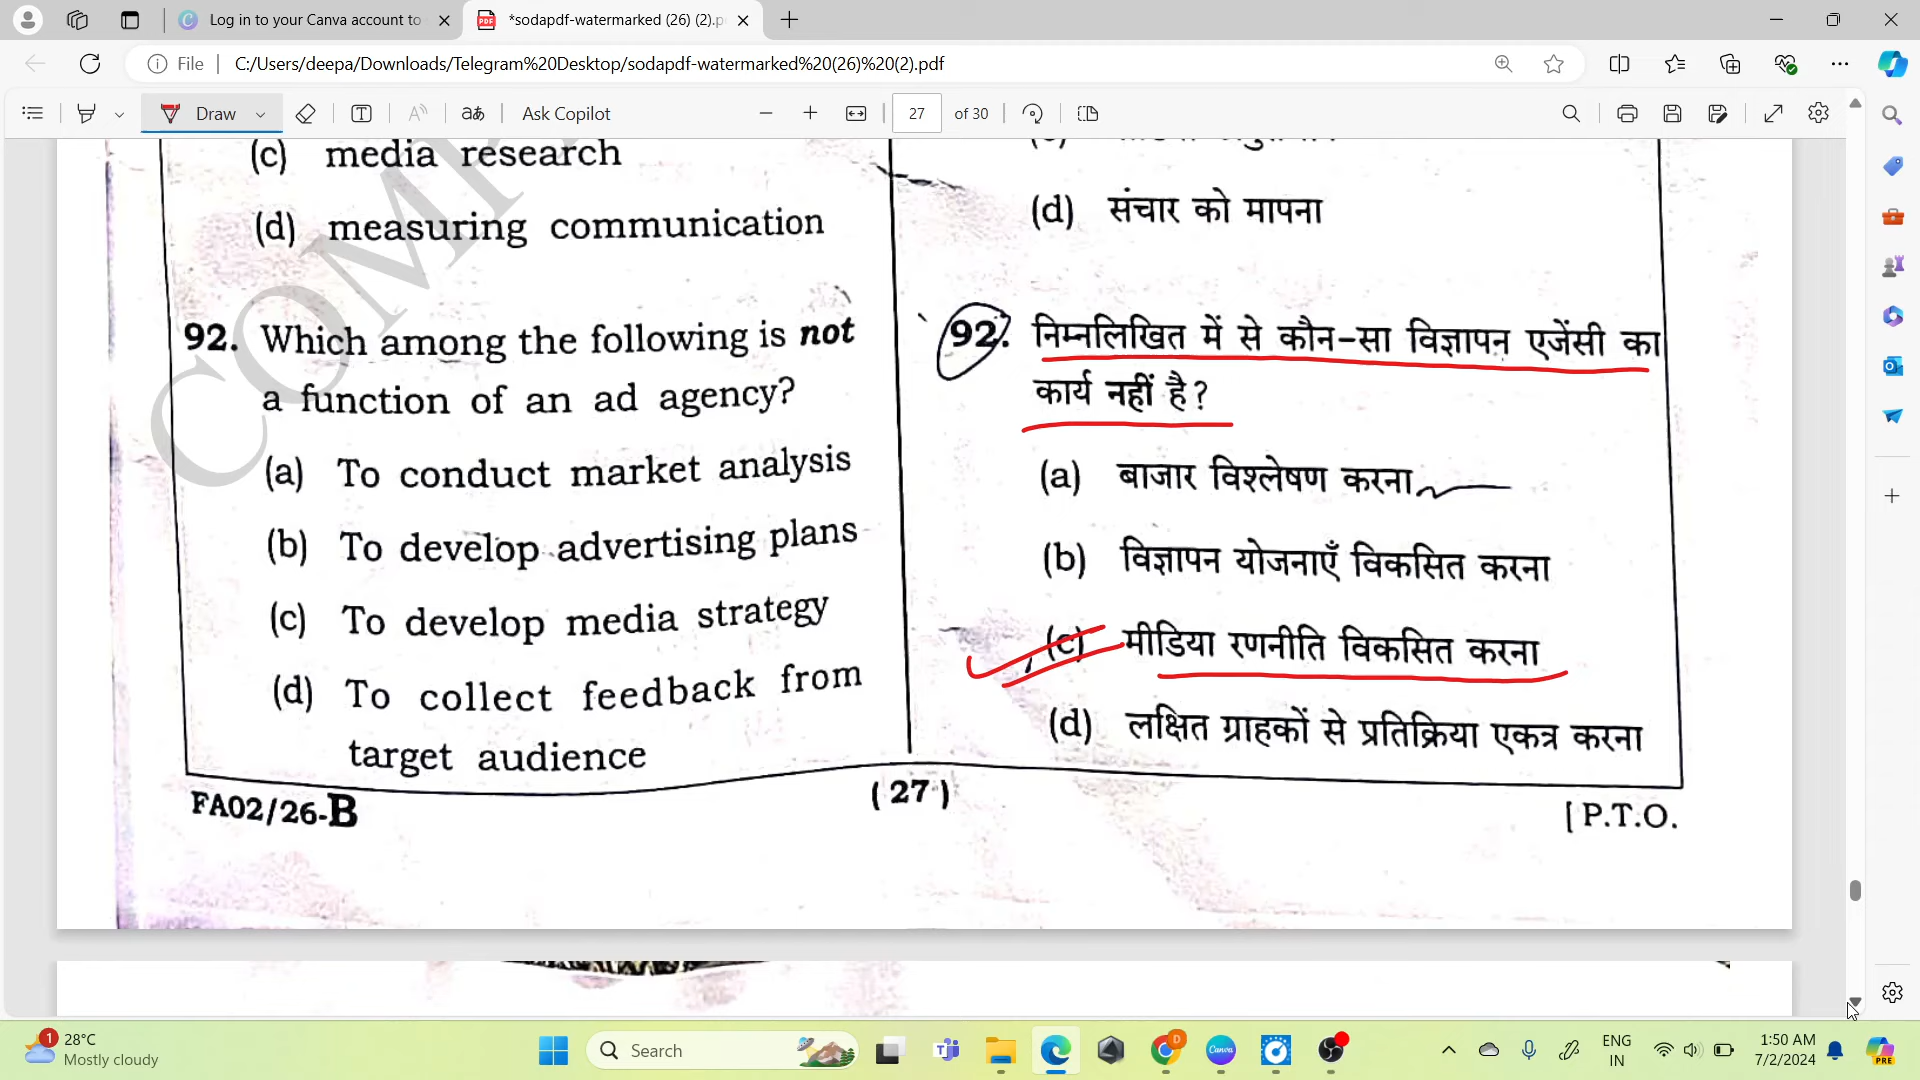 Log in to your Canva account to
*sodapdf-watermarked (26) (2).p
File
C:/Users/deepa/Downloads/Telegram%20Desktop/sodapdf-watermarked%20(26)%20(2).pdf
Draw
Ask Copilot
27 of 30
(c) media research
(d) measuring communication
92. Which among the following is not
a function of an ad agency?
(a) To conduct market analysis
(b) To develop advertising plans
(c) To develop media strategy
(d) To collect feedback from
target audience
(d) संचार को मापना
92. निम्नलिखित में से कौन-सा विज्ञापन एजेंसी का
कार्य नहीं है?
(a) बाजार विश्लेषण करना
(b) विज्ञापन योजनाएँ विकसित करना
(c) मीडिया रणनीति विकसित करना
(d) लक्षित ग्राहकों से प्रतिक्रिया एकत्र करना
FA02/26-B
(27)
[ P.T.O.
1
28°C
Mostly cloudy
Search
ENG
IN
1:50 AM
7/2/2024